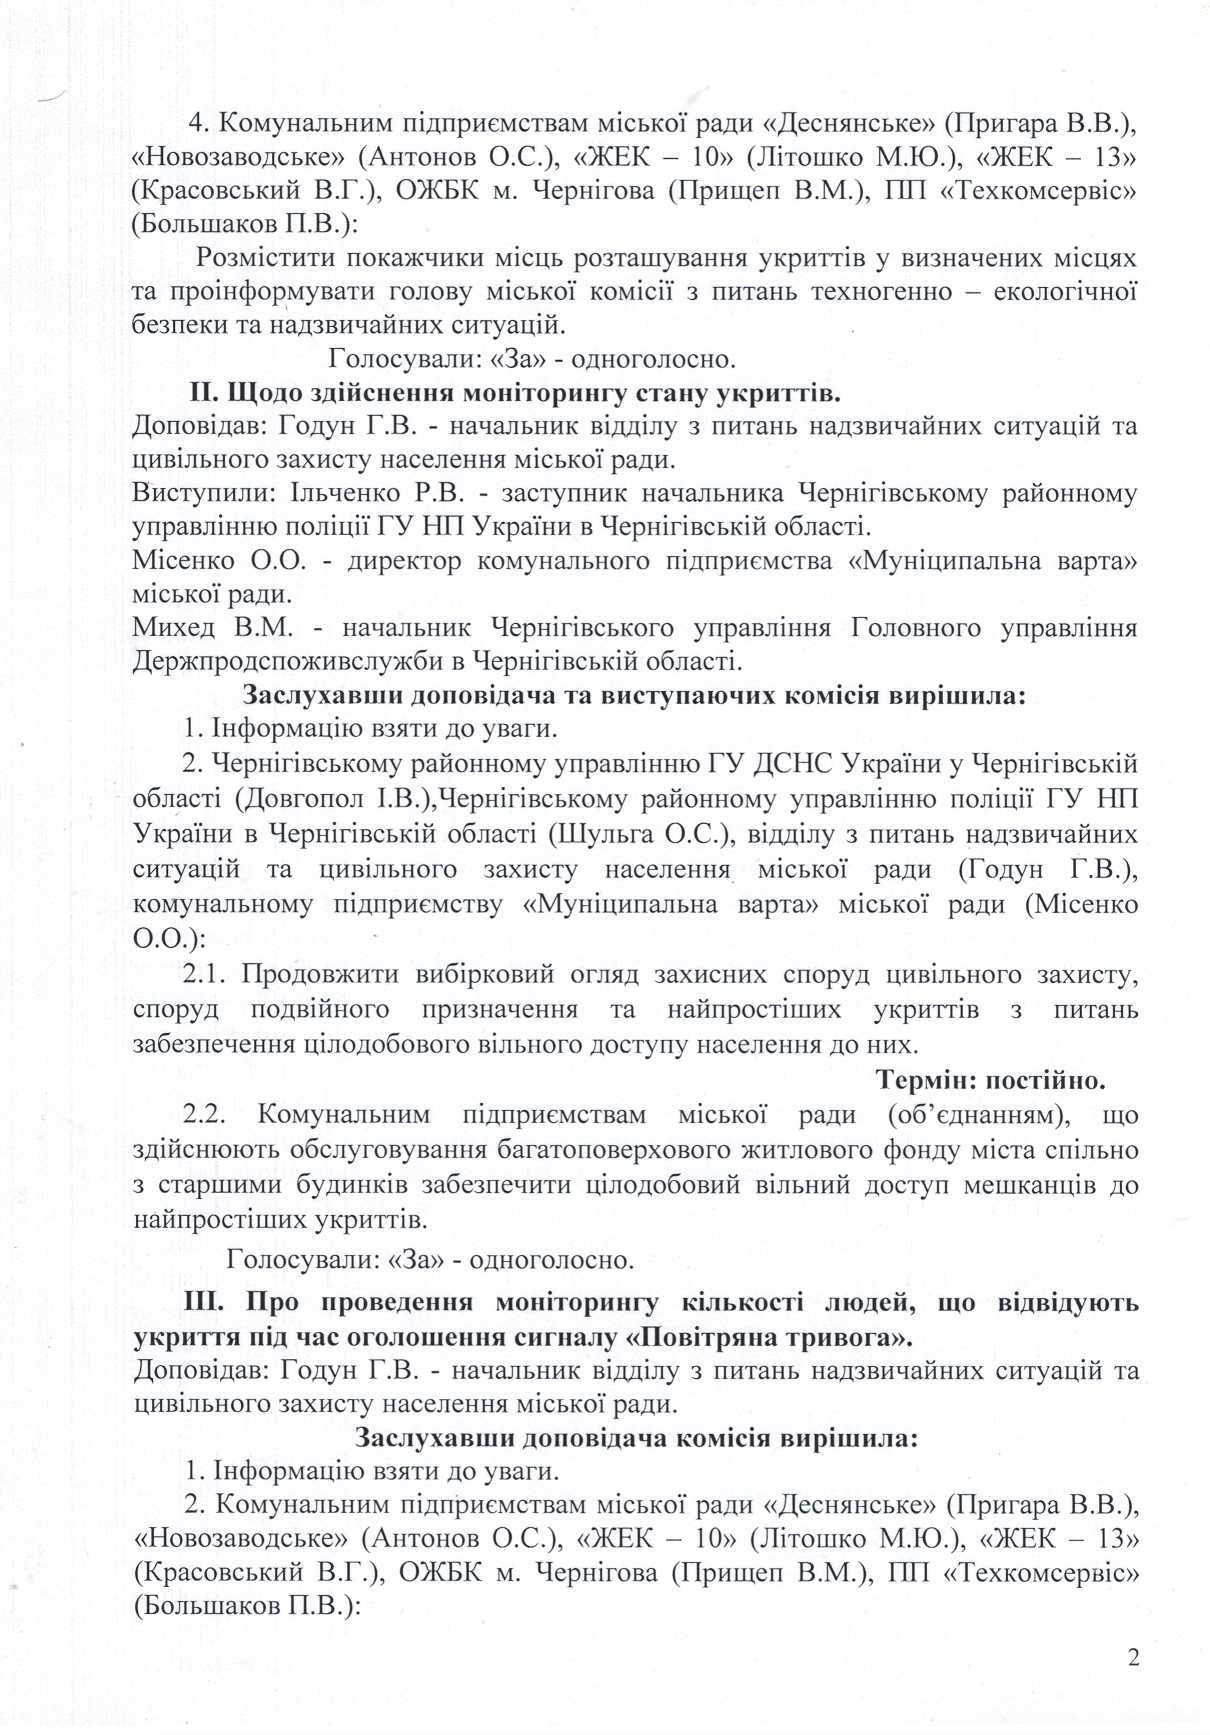 4. Комунальним підприємствам міської ради «Деснянське» (Пригара В.В.),
«Новозаводське» (Антонов О.С.), «ЖЕК – 10» (Літошко М.Ю.), «ЖЕК – 13»
(Красовський В.Г.), ОЖБК м. Чернігова (Прищеп В.М.), ПП «Техкомсервіс»
(Большаков П.В.):
Розмістити покажчики місць розташування укриттів у визначених місцях
та проінформувати голову міської комісії з питань техногенно – екологічної
безпеки та надзвичайних ситуацій.
Голосували: «За» - одноголосно.
ІІ. Щодо здійснення моніторингу стану укриттів.
Доповідав: Годун Г.В. - начальник відділу з питань надзвичайних ситуацій та
цивільного захисту населення міської ради.
Виступили: Ільченко Р.В. - заступник начальника Чернігівському районному
управлінню поліції ГУ НП України в Чернігівській області.
Місенко О.О. - директор комунального підприємства «Муніципальна варта»
міської ради.
Михед В.М. - начальник Чернігівського управління Головного управління
Держпродспоживслужби в Чернігівській області.
Заслухавши доповідача та виступаючих комісія вирішила:
1. Інформацію взяти до уваги.
2. Чернігівському районному управлінню ГУ ДСНС України у Чернігівській
області (Довгопол І.В.),Чернігівському районному управлінню поліції ГУ НП
України в Чернігівській області (Шульга О.С.), відділу з питань надзвичайних
ситуацій та цивільного захисту населення міської ради (Годун Г.В.),
комунальному підприємству «Муніципальна варта» міської ради (Місенко
О.О.):
2.1. Продовжити вибірковий огляд захисних споруд цивільного захисту,
споруд подвійного призначення та найпростіших укриттів з питань
забезпечення цілодобового вільного доступу населення до них.
Термін: постійно.
2.2. Комунальним підприємствам міської ради (об’єднанням), що
здійснюють обслуговування багатоповерхового житлового фонду міста спільно
з старшими будинків забезпечити цілодобовий вільний доступ мешканців до
найпростіших укриттів.
Голосували: «За» - одноголосно.
ІІІ. Про проведення моніторингу кількості людей, що відвідують
укриття під час оголошення сигналу «Повітряна тривога».
Доповідав: Годун Г.В. - начальник відділу з питань надзвичайних ситуацій та
цивільного захисту населення міської ради.
Заслухавши доповідача комісія вирішила:
1. Інформацію взяти до уваги.
2. Комунальним підприємствам міської ради «Деснянське» (Пригара В.В.),
«Новозаводське» (Антонов О.С.), «ЖЕК – 10» (Літошко М.Ю.), «ЖЕК – 13»
(Красовський В.Г.), ОЖБК м. Чернігова (Прищеп В.М.), ПП «Техкомсервіс»
(Большаков П.В.):
2